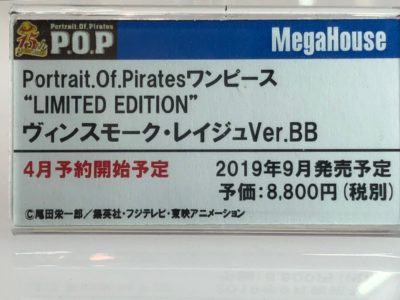 Portrait.Of.Pirates
P.O.P
MegaHouse
Portrait.Of.Piratesワンピース
“LIMITED EDITION”
ヴィンスモーク・レイジュVer.BB
4月予約開始予定
2019年9月発売予定
予価:8,800円(税別)
©尾田栄一郎/集英社・フジテレビ・東映アニメーション